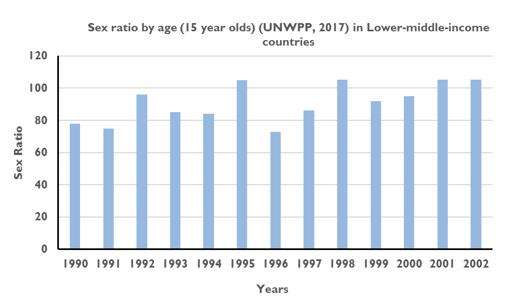 Sex ratio by age (15 year olds) (UNWPP, 2017) in Lower-middle-income
countries
120
100
80
60
40
20
0
Sex Ratio
1990 1991 1992 1993 1994 1995 1996 1997 1998 1999 2000 2001 2002
Years